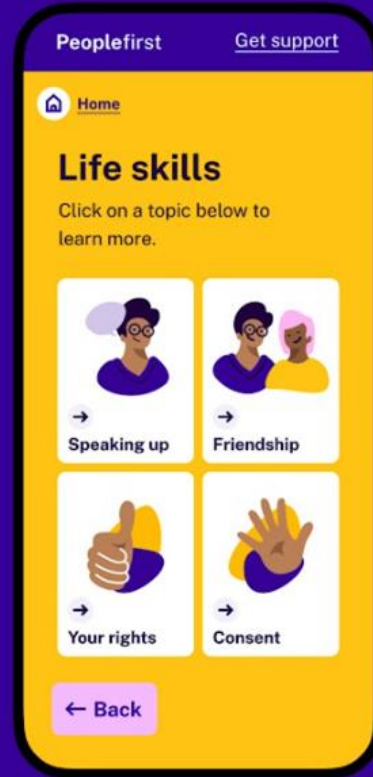 Peoplefirst
Get support
Home
Life skills
Click on a topic below to
learn more.
Speaking up
Friendship
Your rights
Consent
← Back